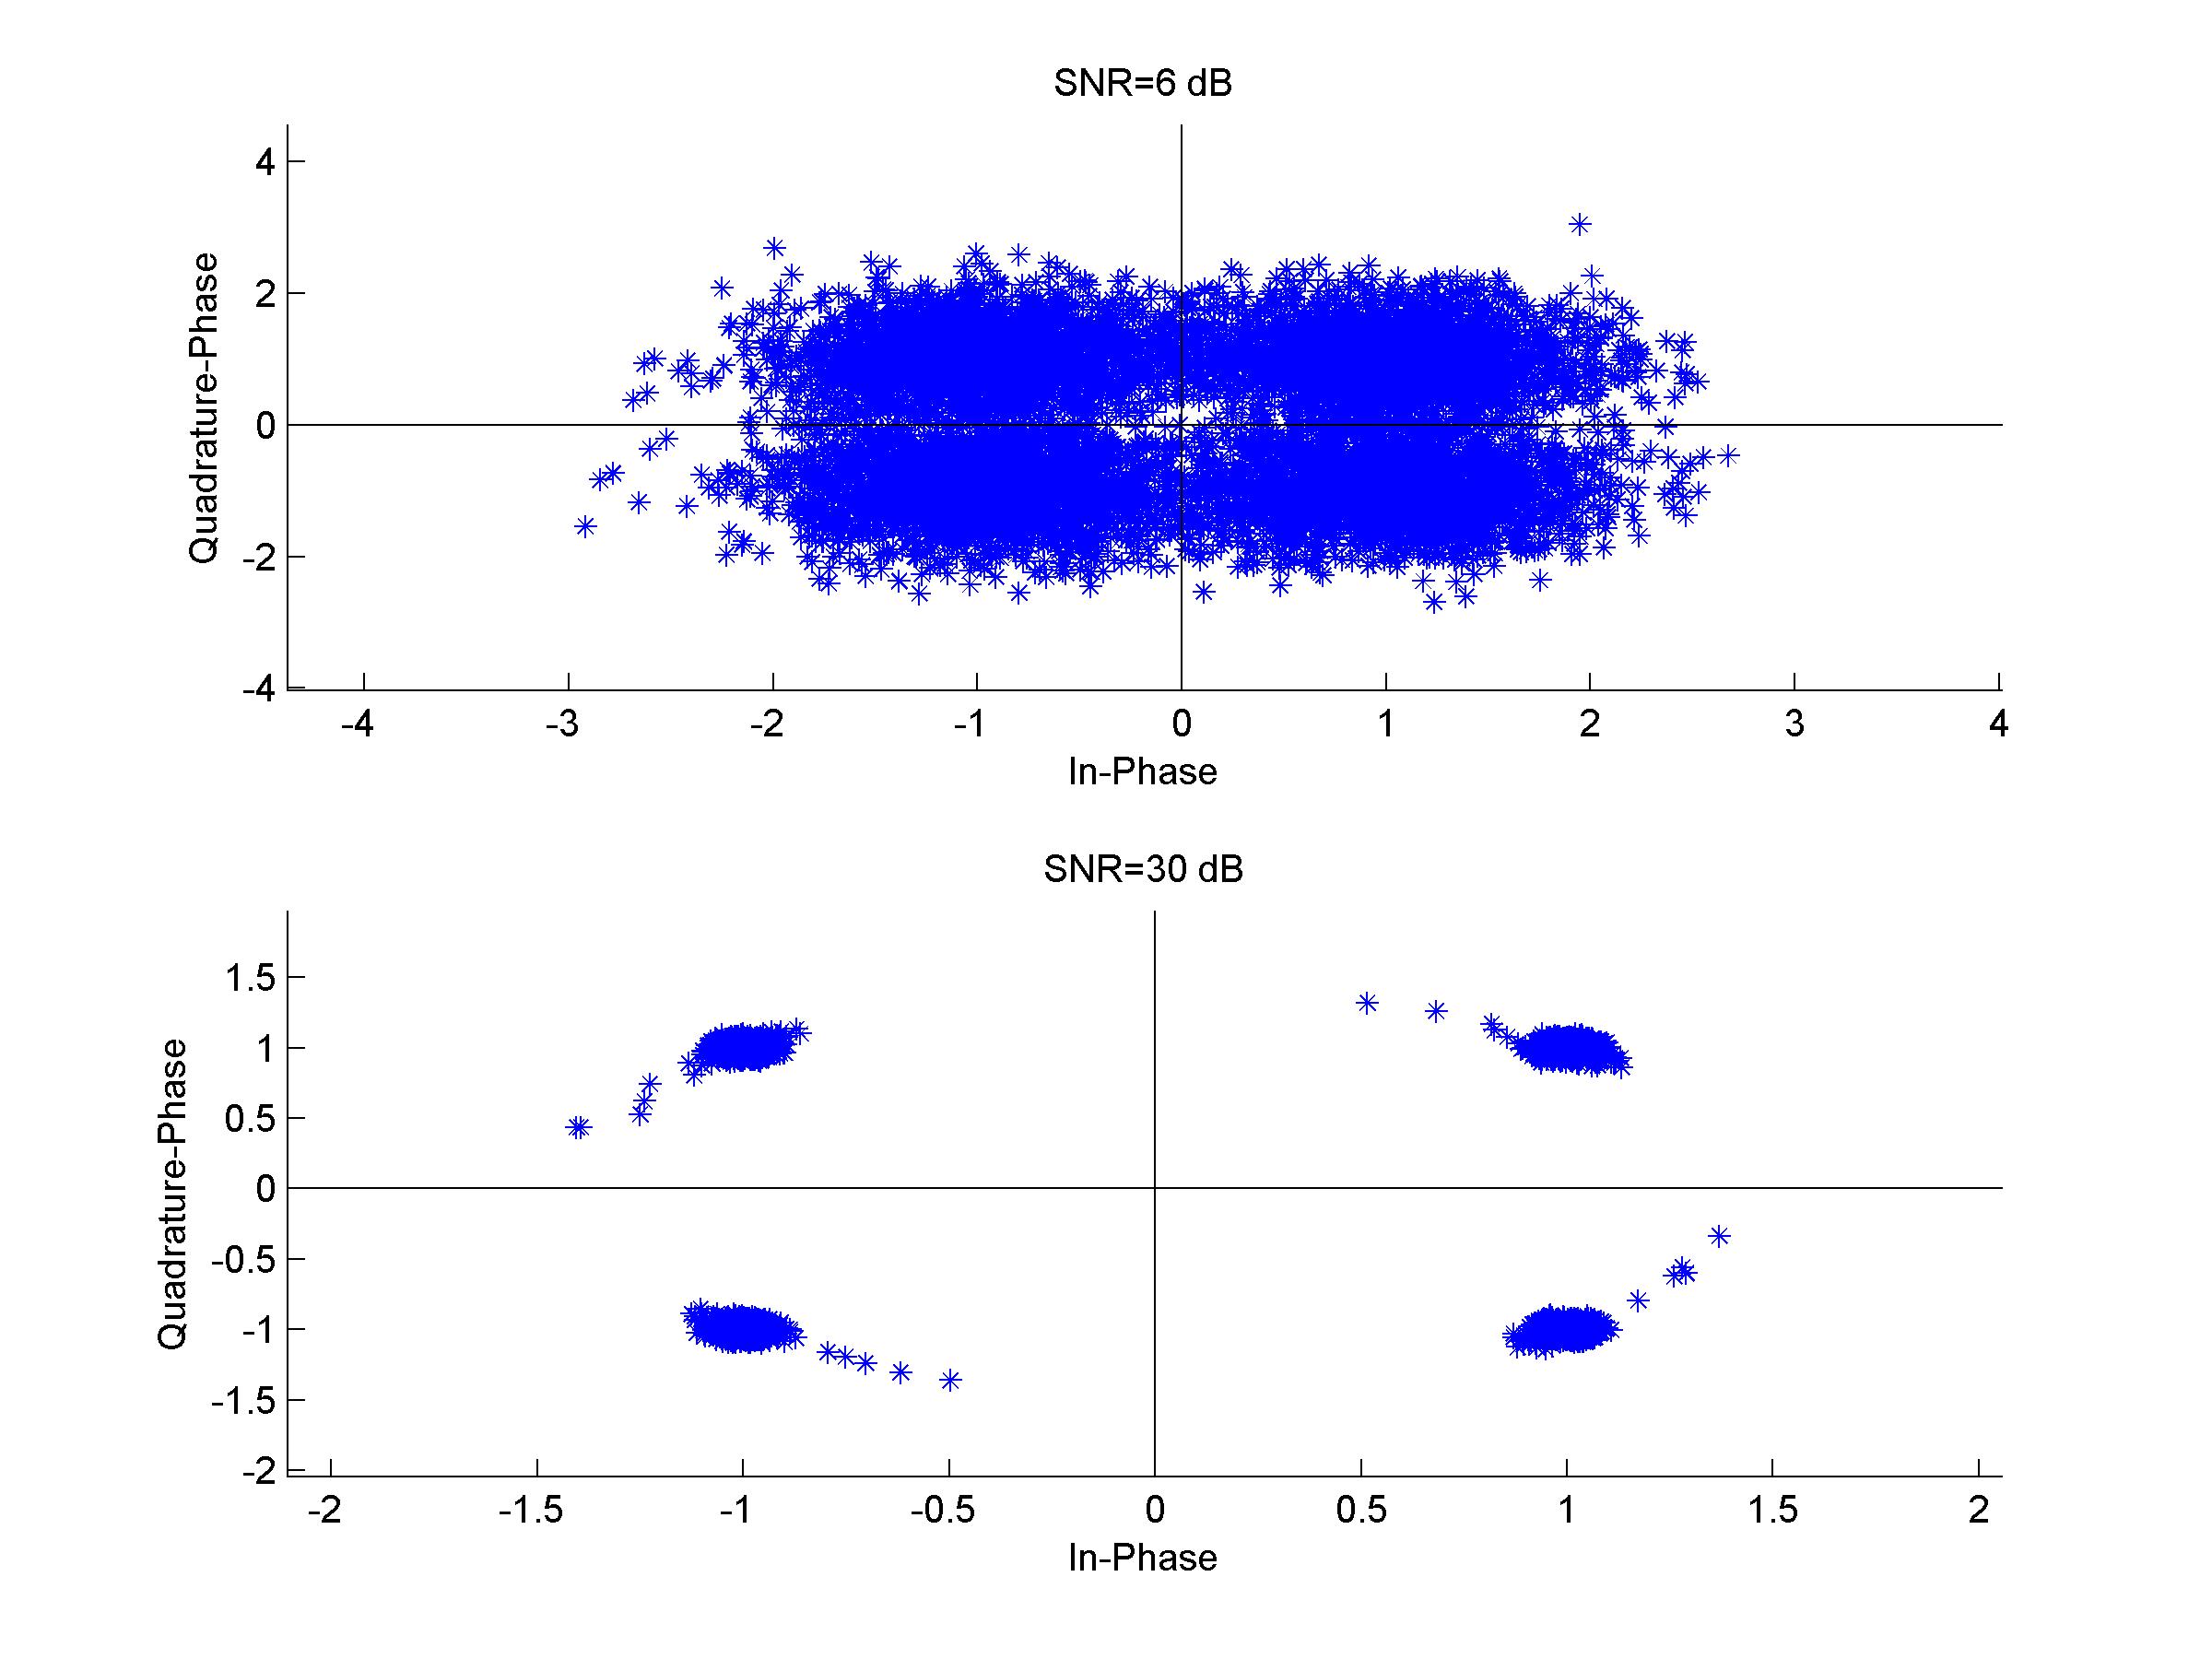 SNR=6 dB
4
2
0
-2
-4
Quadrature-Phase
-4 -3 -2 -1 0 1 2 3 4
In-Phase
SNR=30 dB
1.5
1
0.5
0
-0.5
-1
-1.5
-2
Quadrature-Phase
-2 -1.5 -1 -0.5 0 0.5 1 1.5 2
In-Phase